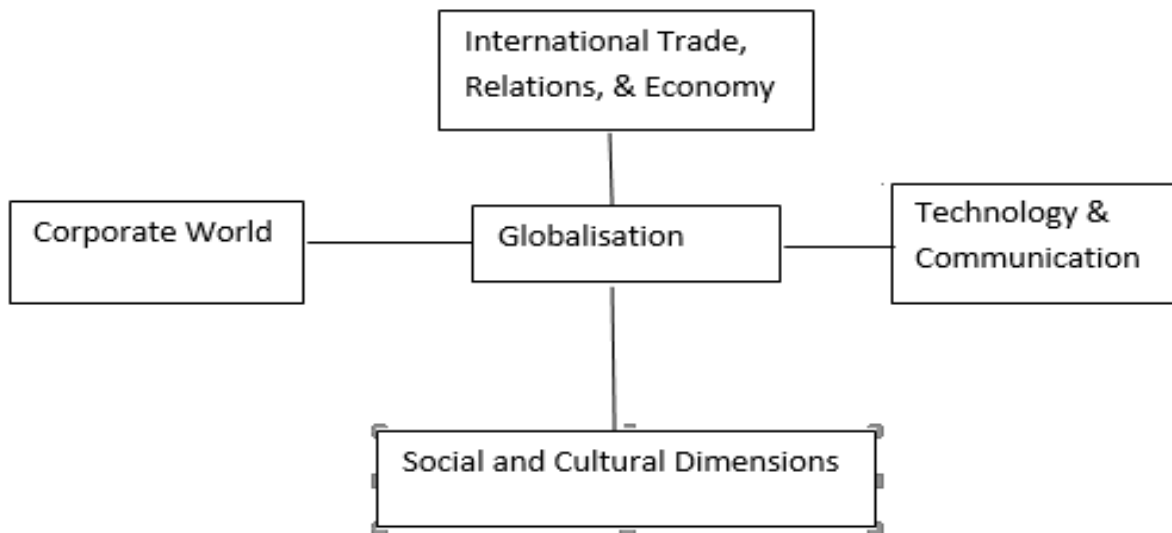 International Trade,
Relations, & Economy
Corporate World
Globalisation
Technology &
Communication
Social and Cultural Dimensions